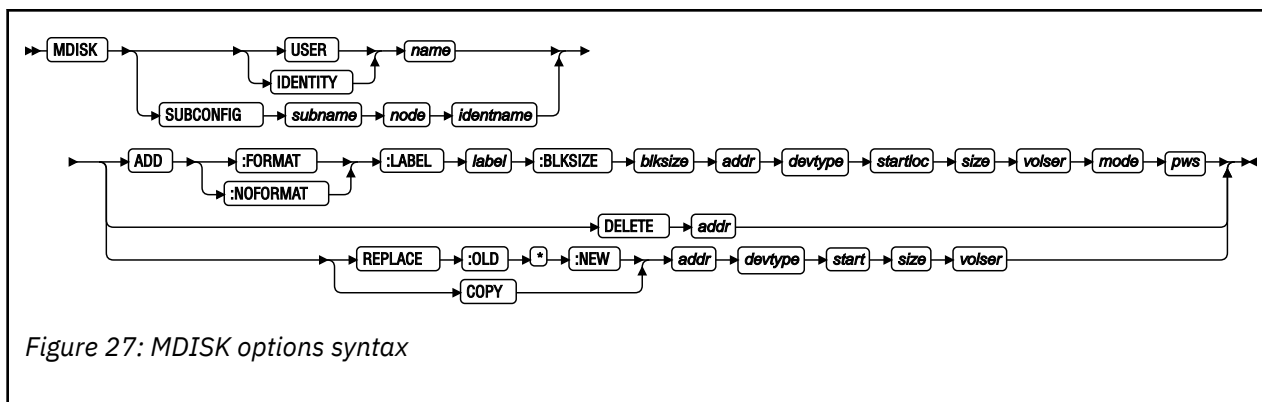 MDISK USER name
IDENTITY
SUBCONFIG subname node identname
ADD :FORMAT :LABEL label :BLKSIZE blksize addr devtype startloc size volser mode pws
:NOFORMAT
DELETE addr
REPLACE :OLD * :NEW addr devtype start size volser
COPY
Figure 27: MDISK options syntax